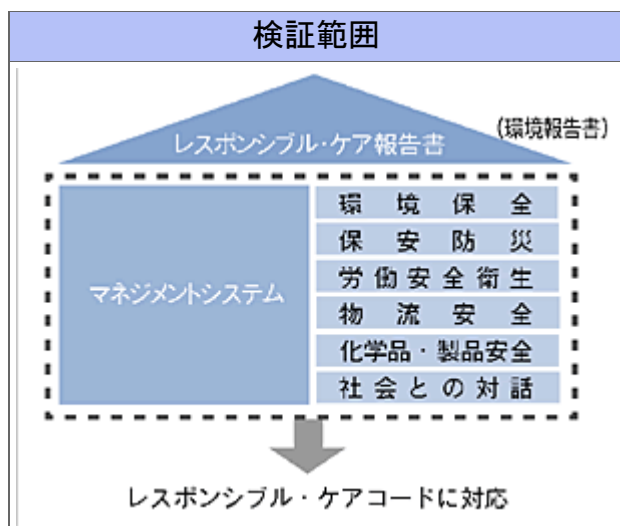 検証範囲
(環境報告書)
レスポンシブル・ケア報告書
マネジメントシステム
環境保全
保安防災
労働安全衛生
物流安全
化学品・製品安全
社会との対話
レスポンシブル・ケアコードに対応